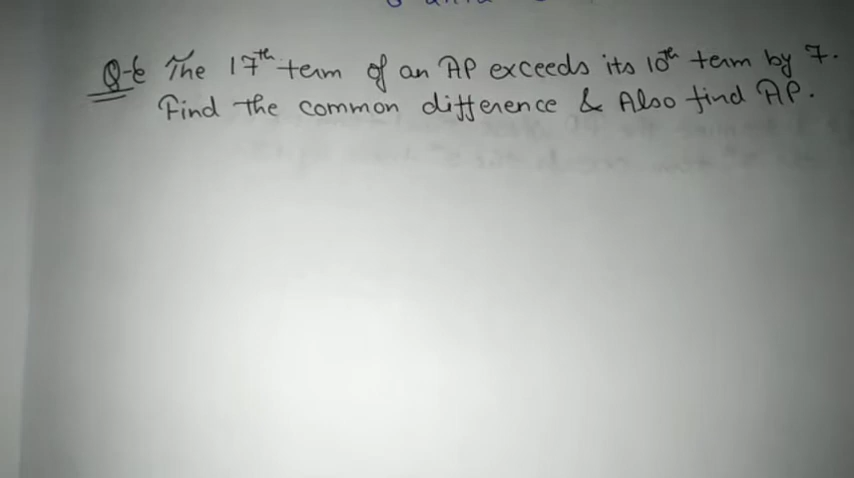 Q-6 The 17th term of an AP exceeds its 10th term by 7.
Find the common difference & Also find AP.